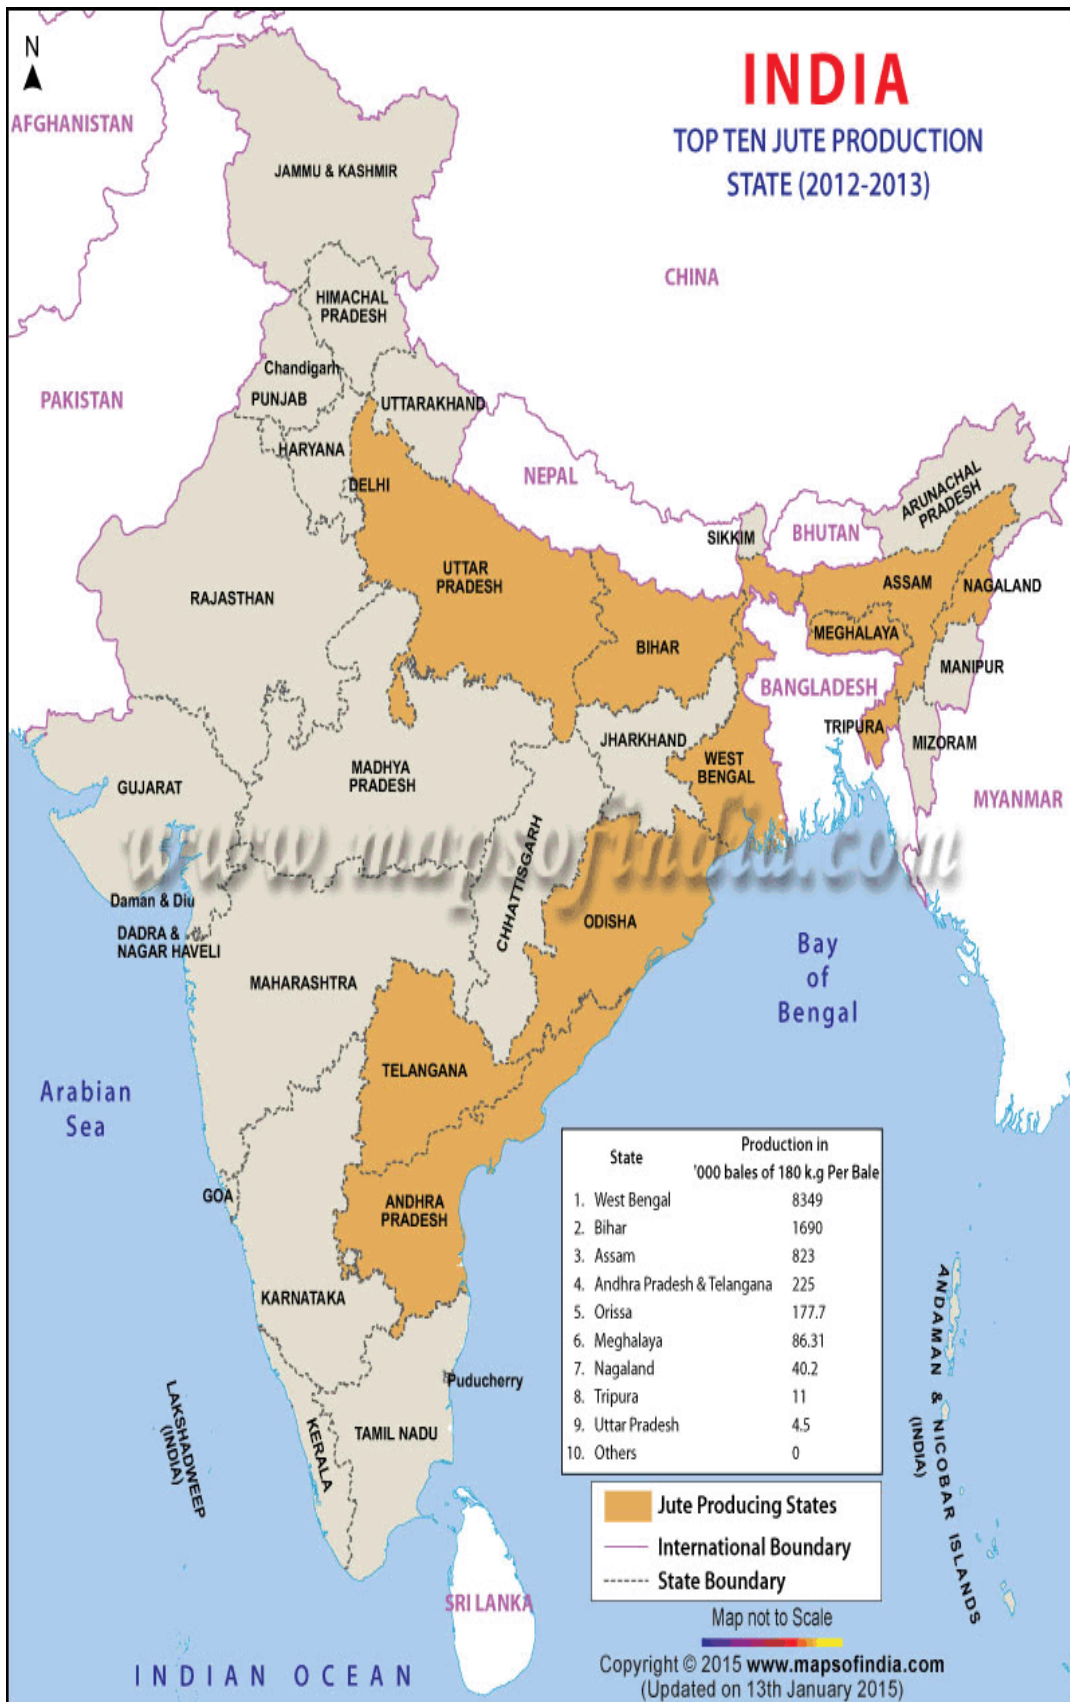 N
INDIA
TOP TEN JUTE PRODUCTION
STATE (2012-2013)
AFGHANISTAN
JAMMU & KASHMIR
CHINA
HIMACHAL
PRADESH
Chandigarh
PUNJAB
UTTARAKHAND
PAKISTAN
HARYANA
DELHI
NEPAL
ARUNACHAL
PRADESH
SIKKIM
BHUTAN
UTTAR
PRADESH
ASSAM
NAGALAND
RAJASTHAN
BIHAR
MEGHALAYA
MANIPUR
BANGLADESH
TRIPURA
MIZORAM
JHARKHAND
WEST
BENGAL
MADHYA
PRADESH
GUJARAT
MYANMAR
www.mapsofindia.com
CHHATTISGARH
Daman & Diu
DADRA &
NAGAR HAVELI
ODISHA
MAHARASHTRA
Bay
of
Bengal
TELANGANA
Arabian
Sea
GOA
ANDHRA
PRADESH
KARNATAKA
Puducherry
TAMIL NADU
KERALA
LAKSHADWEEP
(INDIA)
ANDAMAN & NICOBAR ISLANDS
(INDIA)
State Production in
'000 bales of 180 k.g Per Bale
1. West Bengal 8349
2. Bihar 1690
3. Assam 823
4. Andhra Pradesh & Telangana 225
5. Orissa 177.7
6. Meghalaya 86.31
7. Nagaland 40.2
8. Tripura 11
9. Uttar Pradesh 4.5
10. Others 0
Jute Producing States
International Boundary
State Boundary
SRI LANKA
Map not to Scale
INDIAN OCEAN
Copyright © 2015 www.mapsofindia.com
(Updated on 13th January 2015)